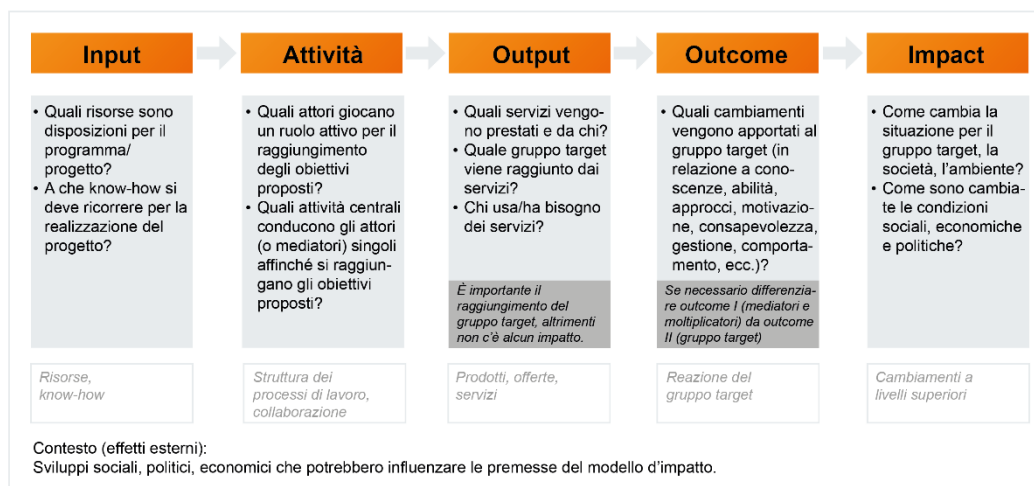 Input
Attività
Output
Outcome
Impact
• Quali risorse sono
disposizioni per il
programma/
progetto?
• A che know-how si
deve ricorrere per la
realizzazione del
progetto?
• Quali attori giocano
un ruolo attivo per il
raggiungimento
degli obiettivi
proposti?
• Quali attività centrali
conducono gli attori
(o mediatori) singoli
affinché si raggiun-
gano gli obiettivi
proposti?
• Quali servizi vengo-
no prestati e da chi?
• Quale gruppo target
viene raggiunto dai
servizi?
• Chi usa/ha bisogno
dei servizi?
È importante il
raggiungimento del
gruppo target, altrimenti
non c'è alcun impatto.
• Quali cambiamenti
vengono apportati al
gruppo target (in
relazione a cono-
scenze, abilità,
approcci, motivazio-
ne, consapevolezza,
gestione, comporta-
mento, ecc.)?
Se necessario differenzia-
re outcome I (mediatori e
moltiplicatori) da outcome
II (gruppo target)
• Come cambia la
situazione per il
gruppo target, la
società, l'ambiente?
• Come sono cambia-
te le condizioni
sociali, economiche
e politiche?
Risorse,
know-how
Struttura dei
processi di lavoro,
collaborazione
Prodotti, offerte,
servizi
Reazione del
gruppo target
Cambiamenti a
livelli superiori
Contesto (effetti esterni):
Sviluppi sociali, politici, economici che potrebbero influenzare le premesse del modello d'impatto.